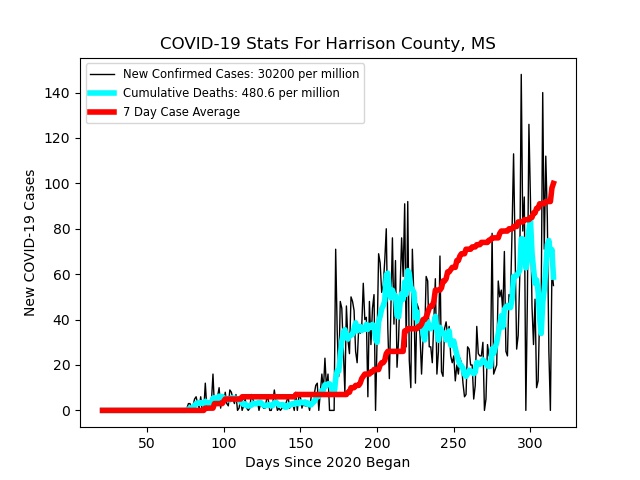 COVID-19 Stats For Harrison County, MS
New Confirmed Cases: 30200 per million
Cumulative Deaths: 480.6 per million
7 Day Case Average
New COVID-19 Cases
140
120
100
80
60
40
20
0
50 100 150 200 250 300
Days Since 2020 Began